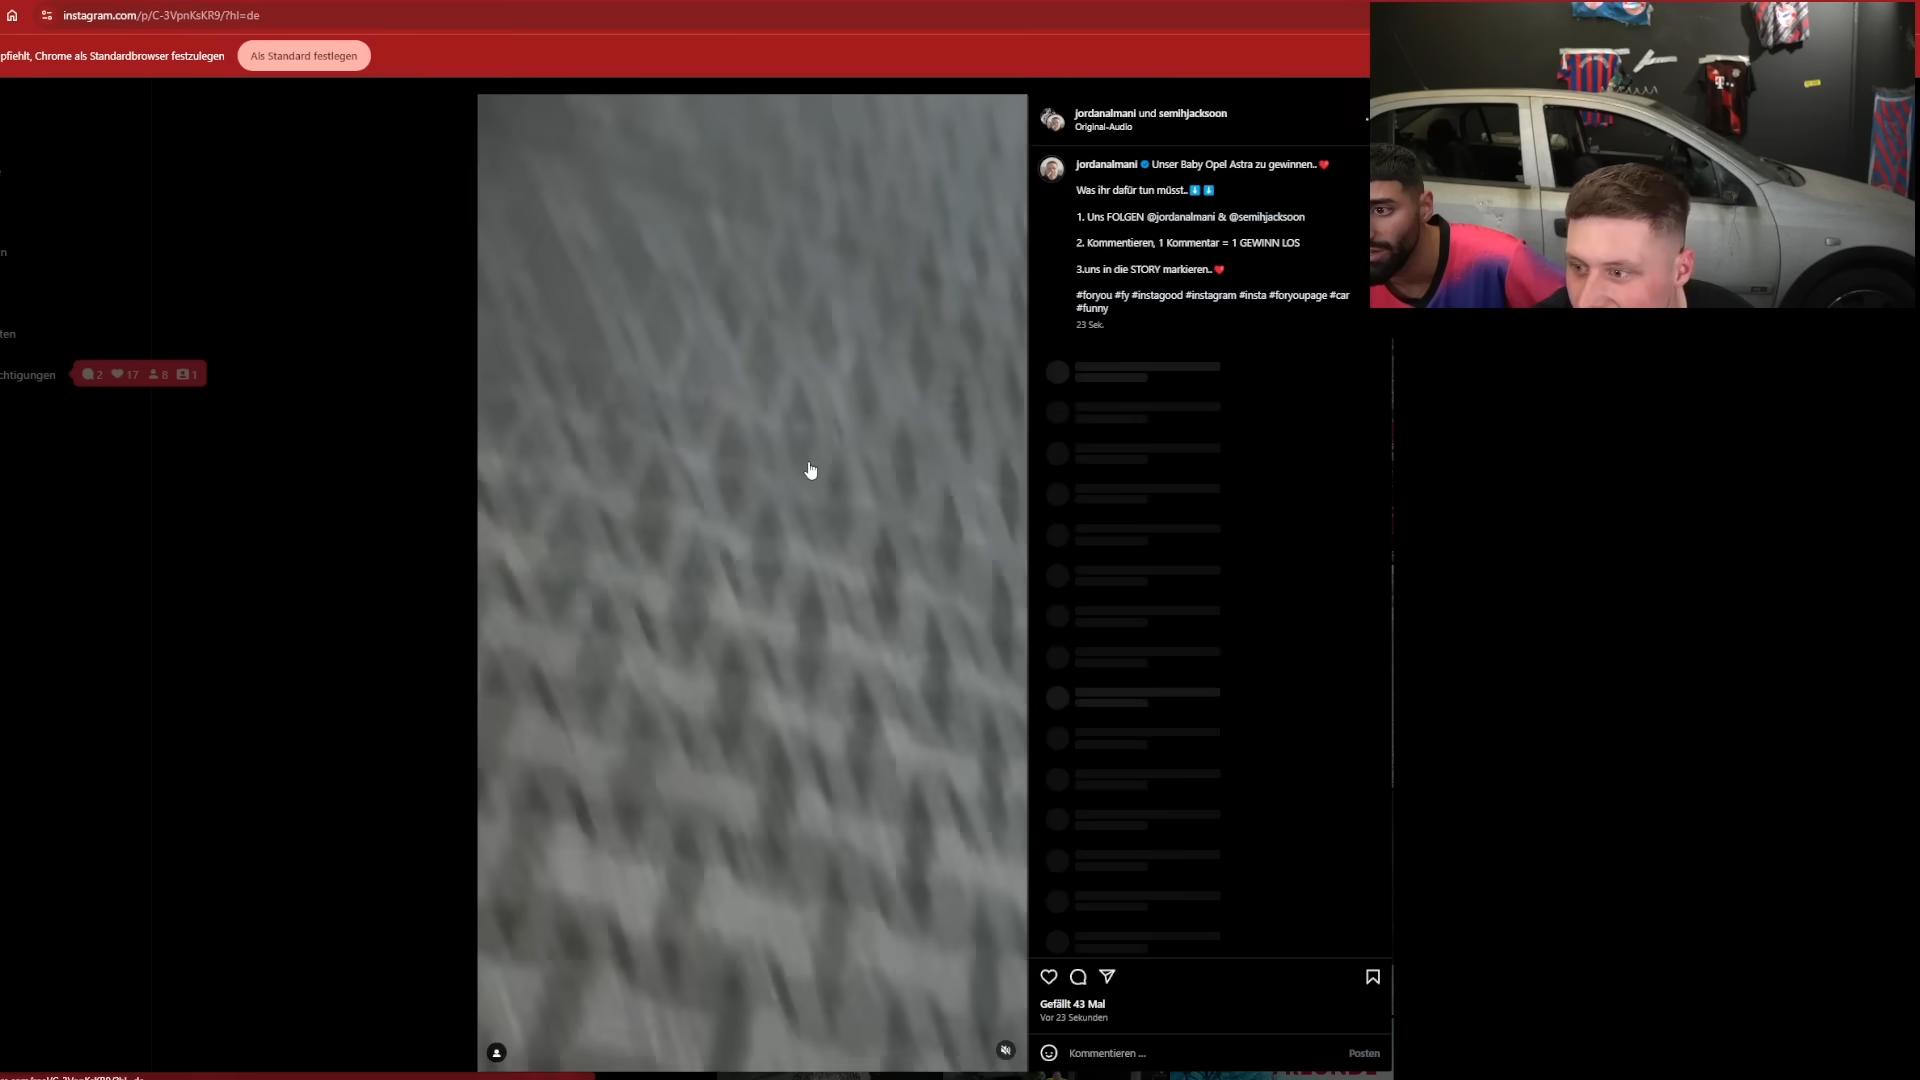 instagram.com/p/C-3VpnKsKR9/?hl=de
pfiehlt, Chrome als Standardbrowser festzulegen
Als Standard festlegen
n
ten
chtigungen
2 17 8 1
jordanalmani und semihjacksoon
Original-Audio
jordanalmani Unser Baby Opel Astra zu gewinnen..❤️
Was ihr dafür tun müsst..⬇️⬇️
1. Uns FOLGEN @jordanalmani & @semihjacksoon
2. Kommentieren, 1 Kommentar = 1 GEWINN LOS
3.uns in die STORY markieren..❤️
#foryou #fy #instagood #instagram #insta #foryoupage #car
#funny
23 Sek.
Gefällt 43 Mal
Vor 23 Sekunden
Kommentieren ...
Posten